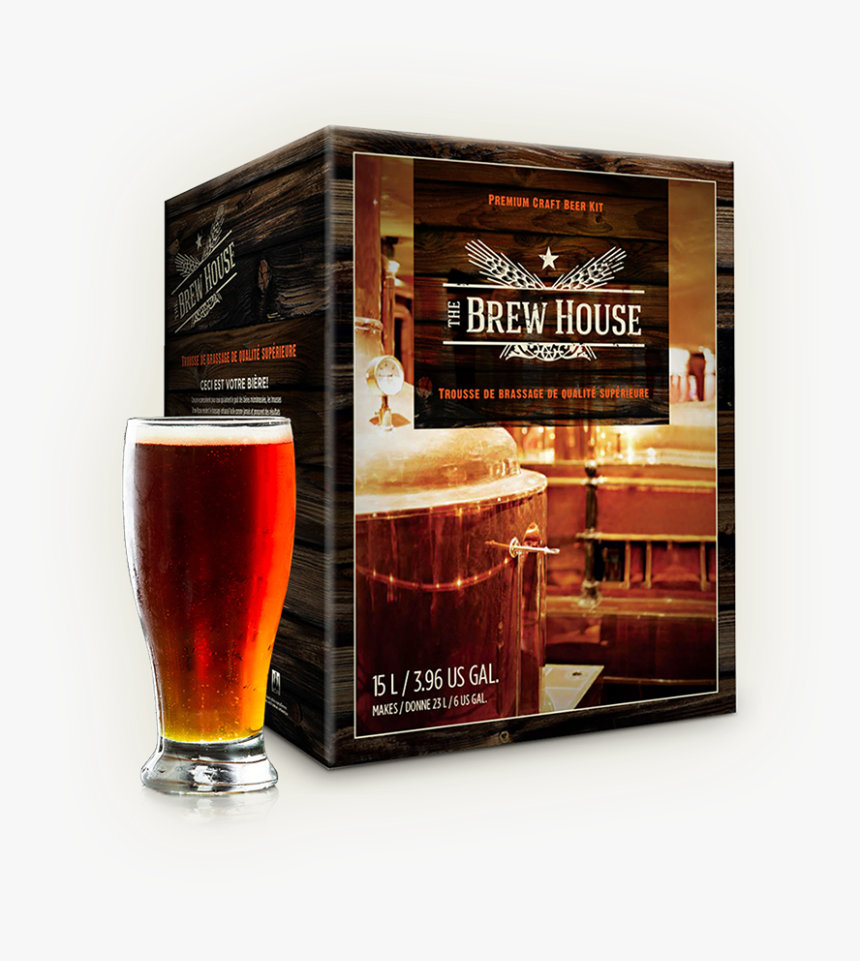 PREMIUM CRAFT BEER KIT
THE BREW HOUSE
TROUSSE DE BRASSAGE DE QUALITÉ SUPÉRIEURE
15 L / 3.96 US GAL.
MAKES / DONNE 23 L / 6 US GAL.
THE BREW HOUSE
TROUSSE DE BRASSAGE DE QUALITÉ SUPÉRIEURE
CECI EST VOTRE BIÈRE!